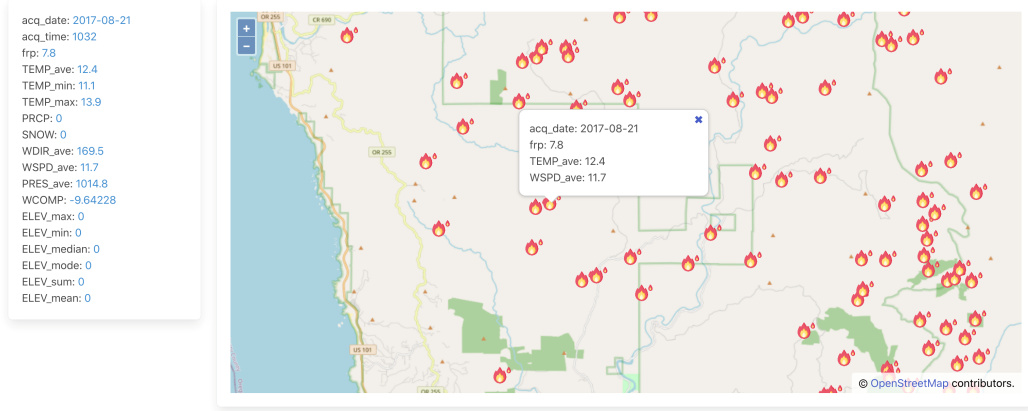 acq_date: 2017-08-21
acq_time: 1032
frp: 7.8
TEMP_ave: 12.4
TEMP_min: 11.1
TEMP_max: 13.9
PRCP: 0
SNOW: 0
WDIR_ave: 169.5
WSPD_ave: 11.7
PRES_ave: 1014.8
WCOMP: -9.64228
ELEV_max: 0
ELEV_min: 0
ELEV_median: 0
ELEV_mode: 0
ELEV_sum: 0
ELEV_mean: 0
+
−
OR 255
CR 690
US 101
OR 255
acq_date: 2017-08-21
frp: 7.8
TEMP_ave: 12.4
WSPD_ave: 11.7
US 101
OR 255
© OpenStreetMap contributors.